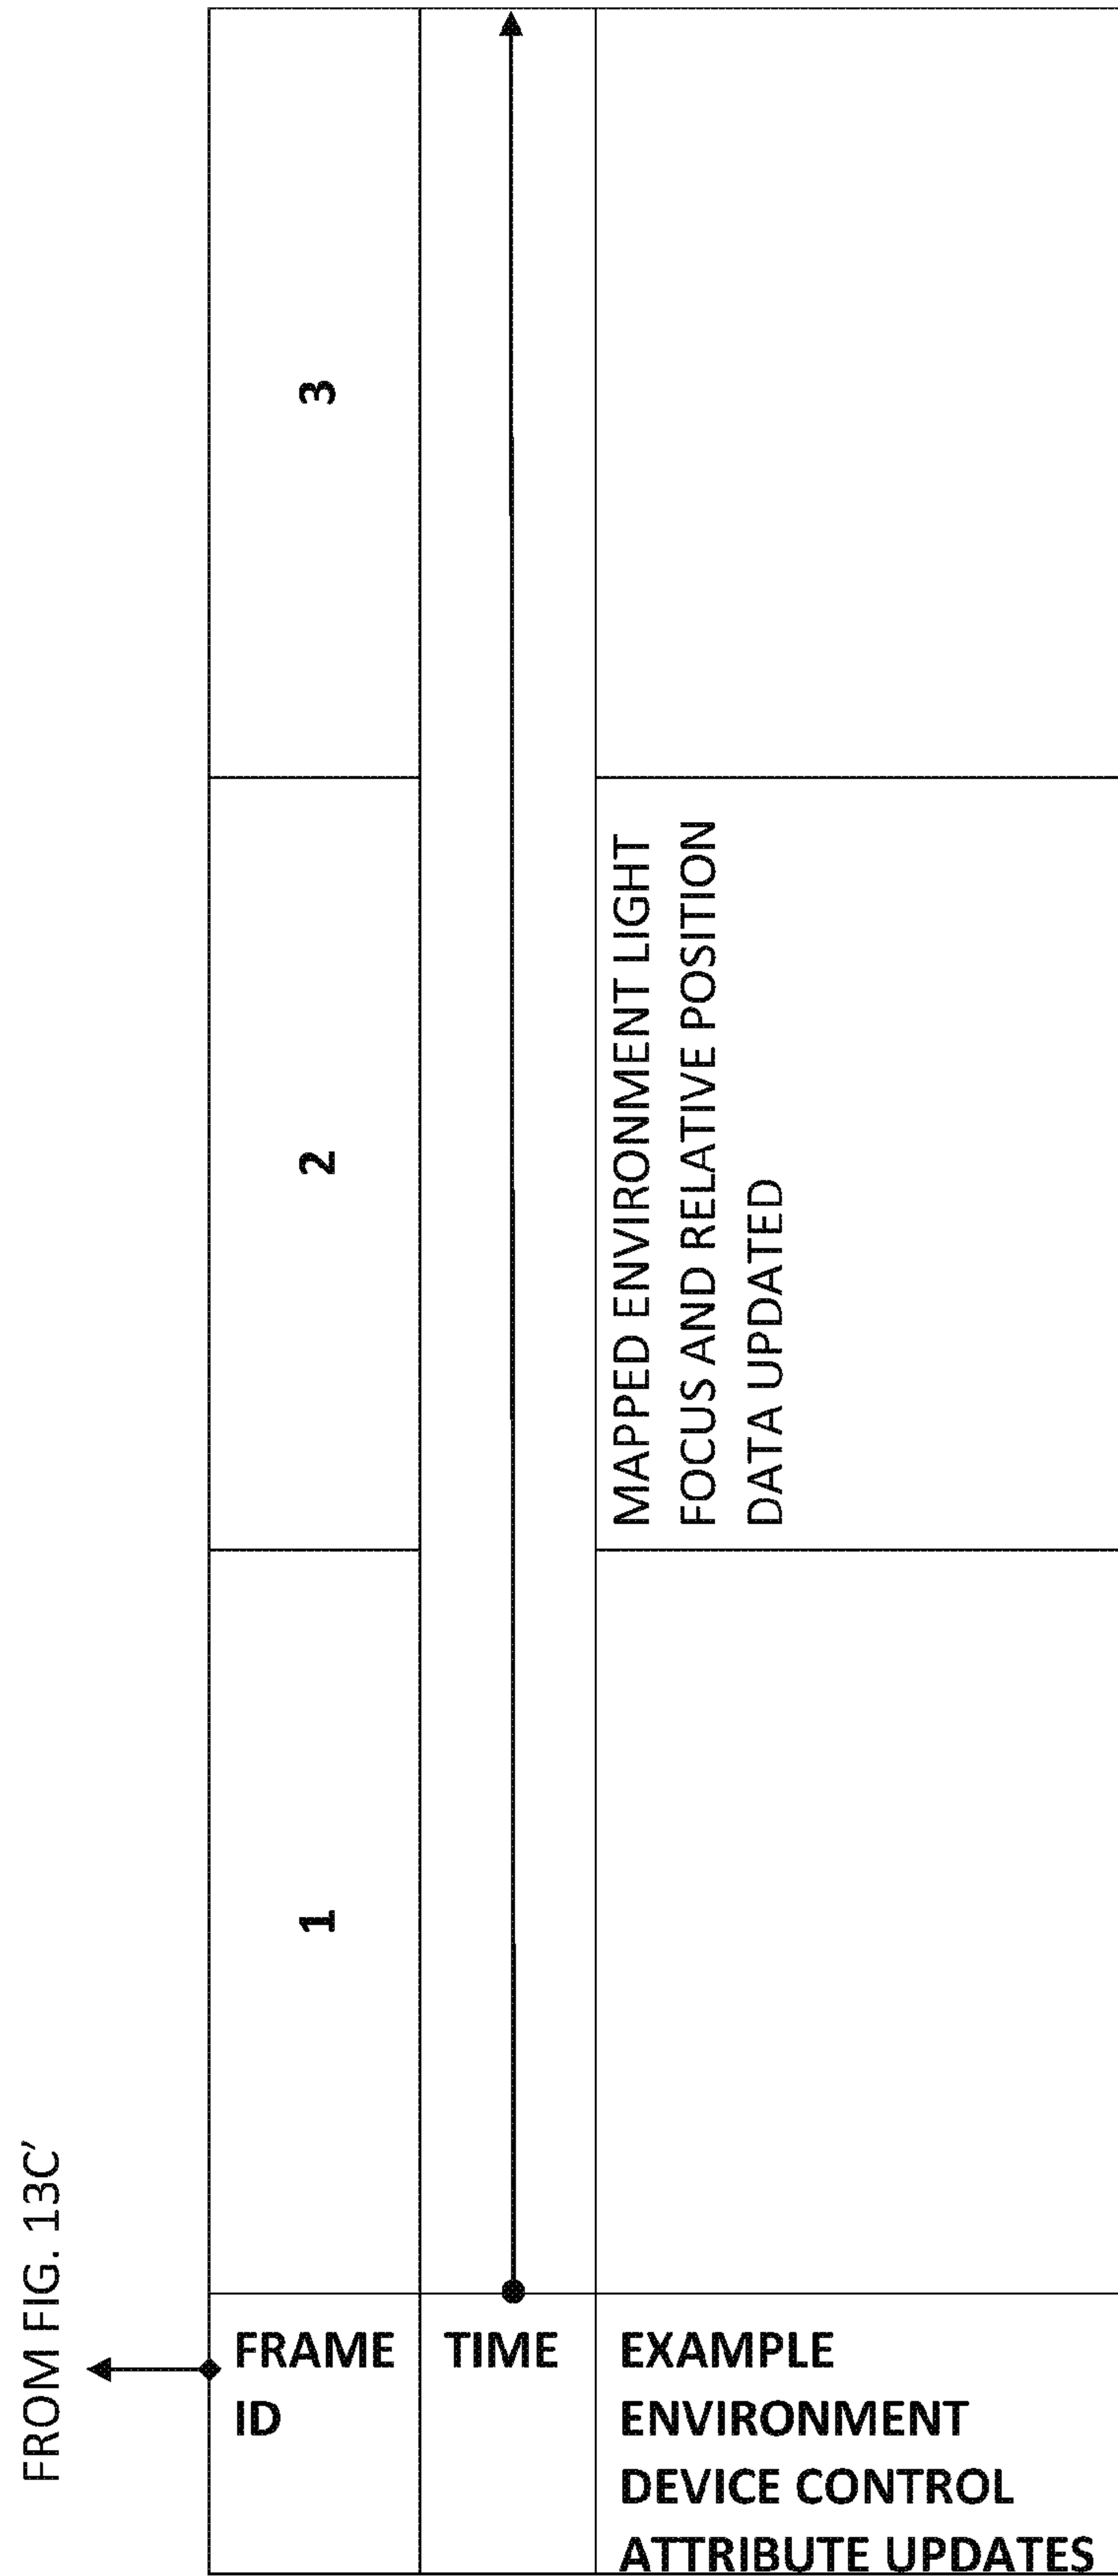 FROM FIG. 13C’
FRAME
ID
1
2
3
TIME
EXAMPLE
ENVIRONMENT
DEVICE CONTROL
ATTRIBUTE UPDATES
MAPPED ENVIRONMENT LIGHT
FOCUS AND RELATIVE POSITION
DATA UPDATED